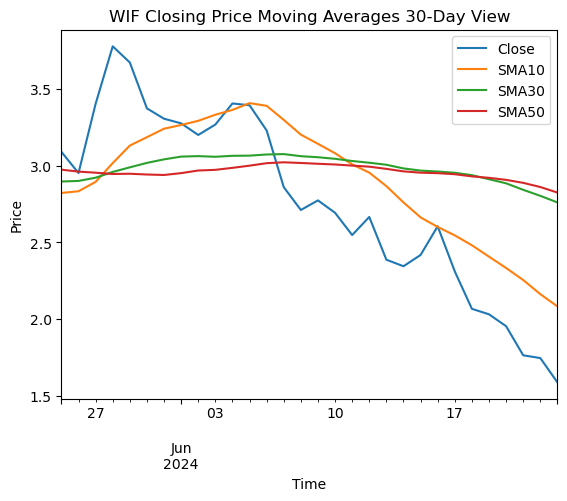 WIF Closing Price Moving Averages 30-Day View
Close
SMA10
SMA30
SMA50
Price
3.5
3.0
2.5
2.0
1.5
27 03 10 17
Jun
2024
Time